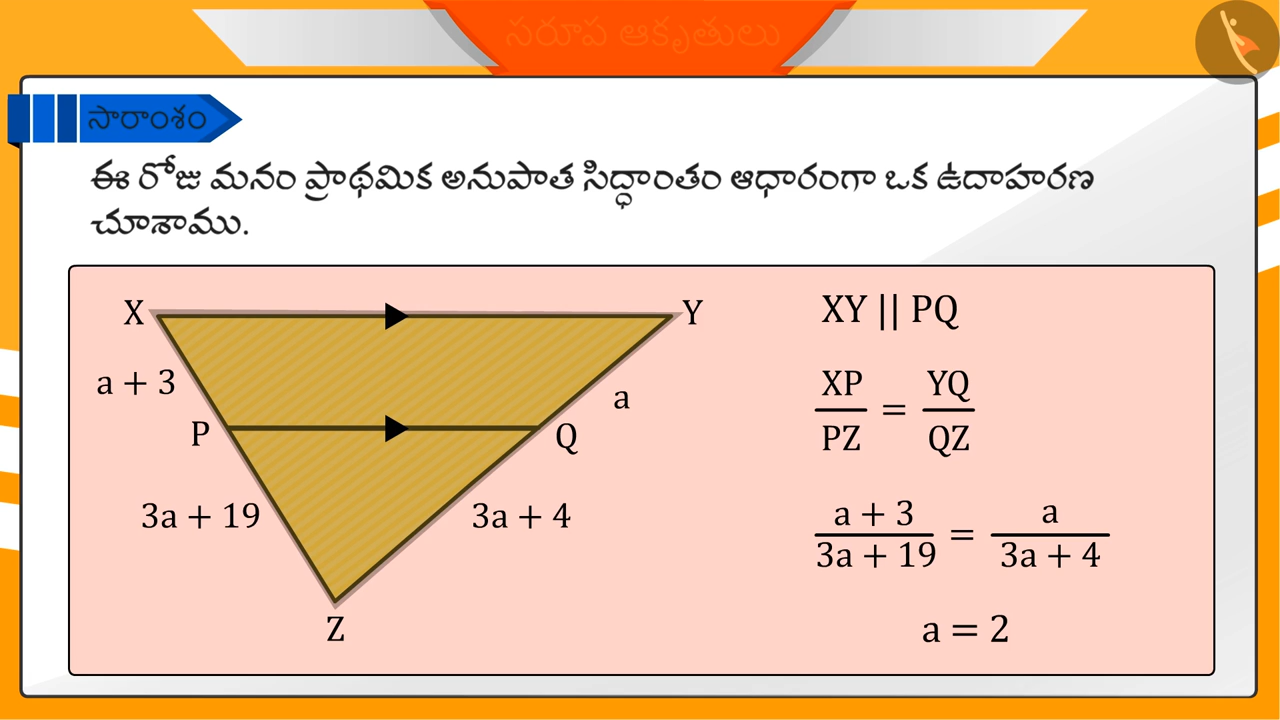 సరూప ఆకృతులు
సారాంశం
ఈ రోజు మనం ప్రాథమిక అనుపాత సిద్ధాంతం ఆధారంగా ఒక ఉదాహరణ
చూశాము.
X
Y
a + 3
a
P
Q
3a + 19
3a + 4
Z
XY || PQ
XP/PZ = YQ/QZ
a + 3/3a + 19 = a/3a + 4
a = 2